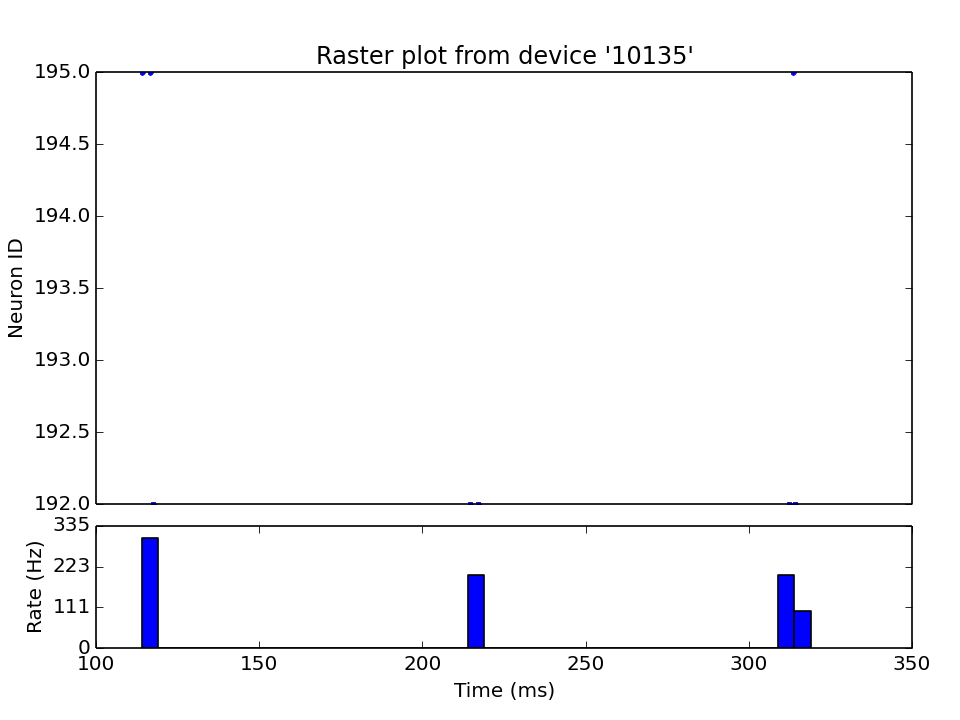 Raster plot from device '10135'
195.0
194.5
194.0
193.5
193.0
192.5
192.0
Neuron ID
335
223
111
0
Rate (Hz)
100 150 200 250 300 350
Time (ms)